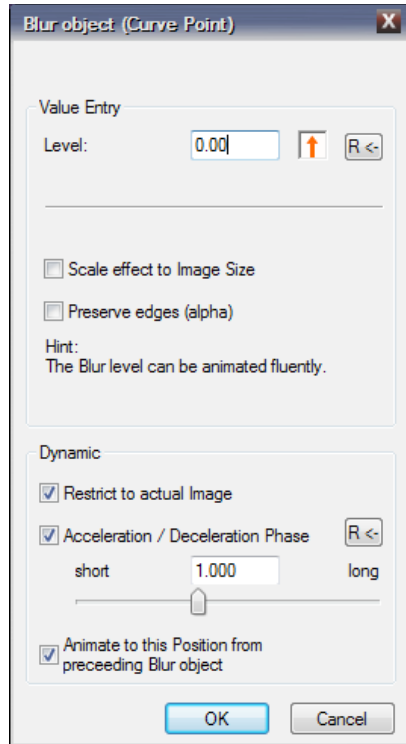 Blur object (Curve Point)
X
Value Entry
Level: 0.00 R <-
Scale effect to Image Size
Preserve edges (alpha)
Hint:
The Blur level can be animated fluently.
Dynamic
Restrict to actual Image
Acceleration / Deceleration Phase R <-
short 1.000 long
Animate to this Position from
preceeding Blur object
OK Cancel